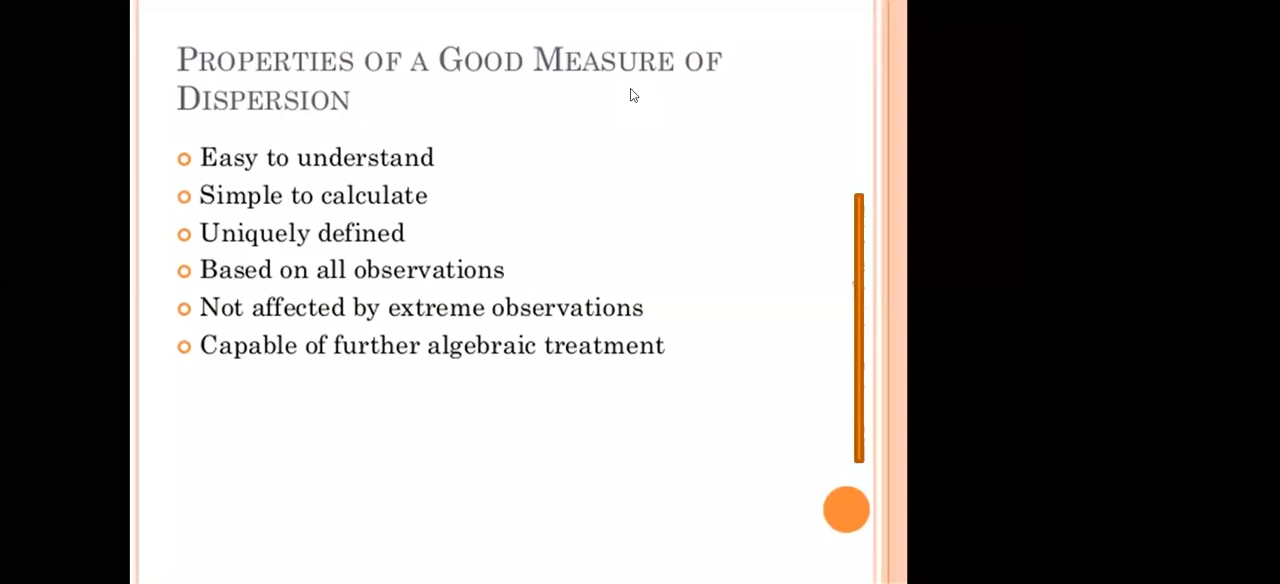 Properties of a Good Measure of
Dispersion
Easy to understand
Simple to calculate
Uniquely defined
Based on all observations
Not affected by extreme observations
Capable of further algebraic treatment